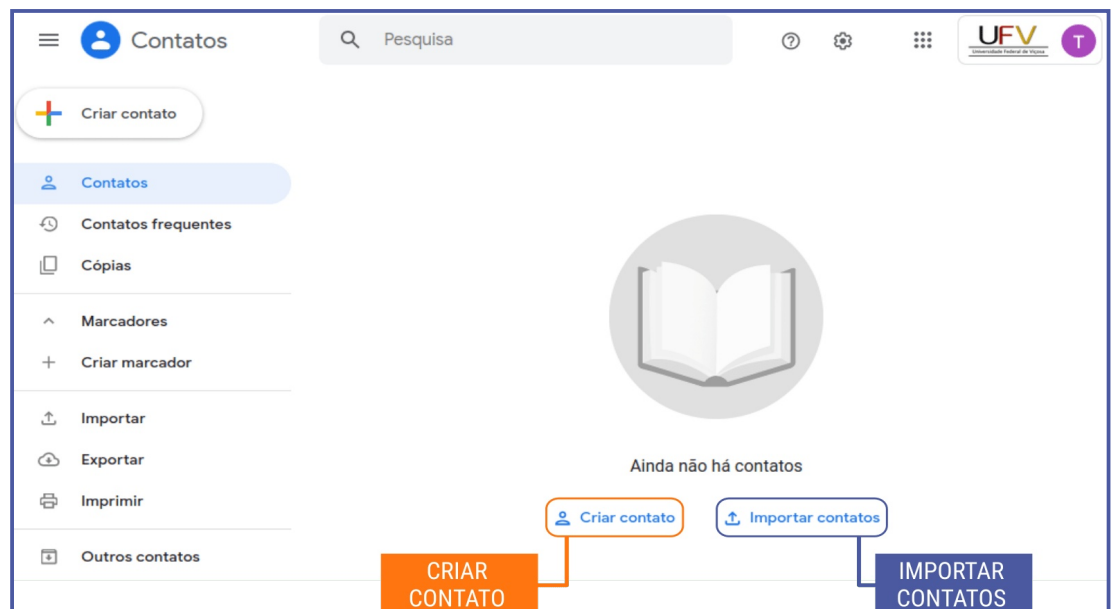 Contatos
Pesquisa
UFV
Universidade Federal de Viçosa
T
Criar contato
Contatos
Contatos frequentes
Cópias
Marcadores
Criar marcador
Importar
Exportar
Imprimir
Outros contatos
Ainda não há contatos
Criar contato
Importar contatos
CRIAR
CONTATO
IMPORTAR
CONTATOS